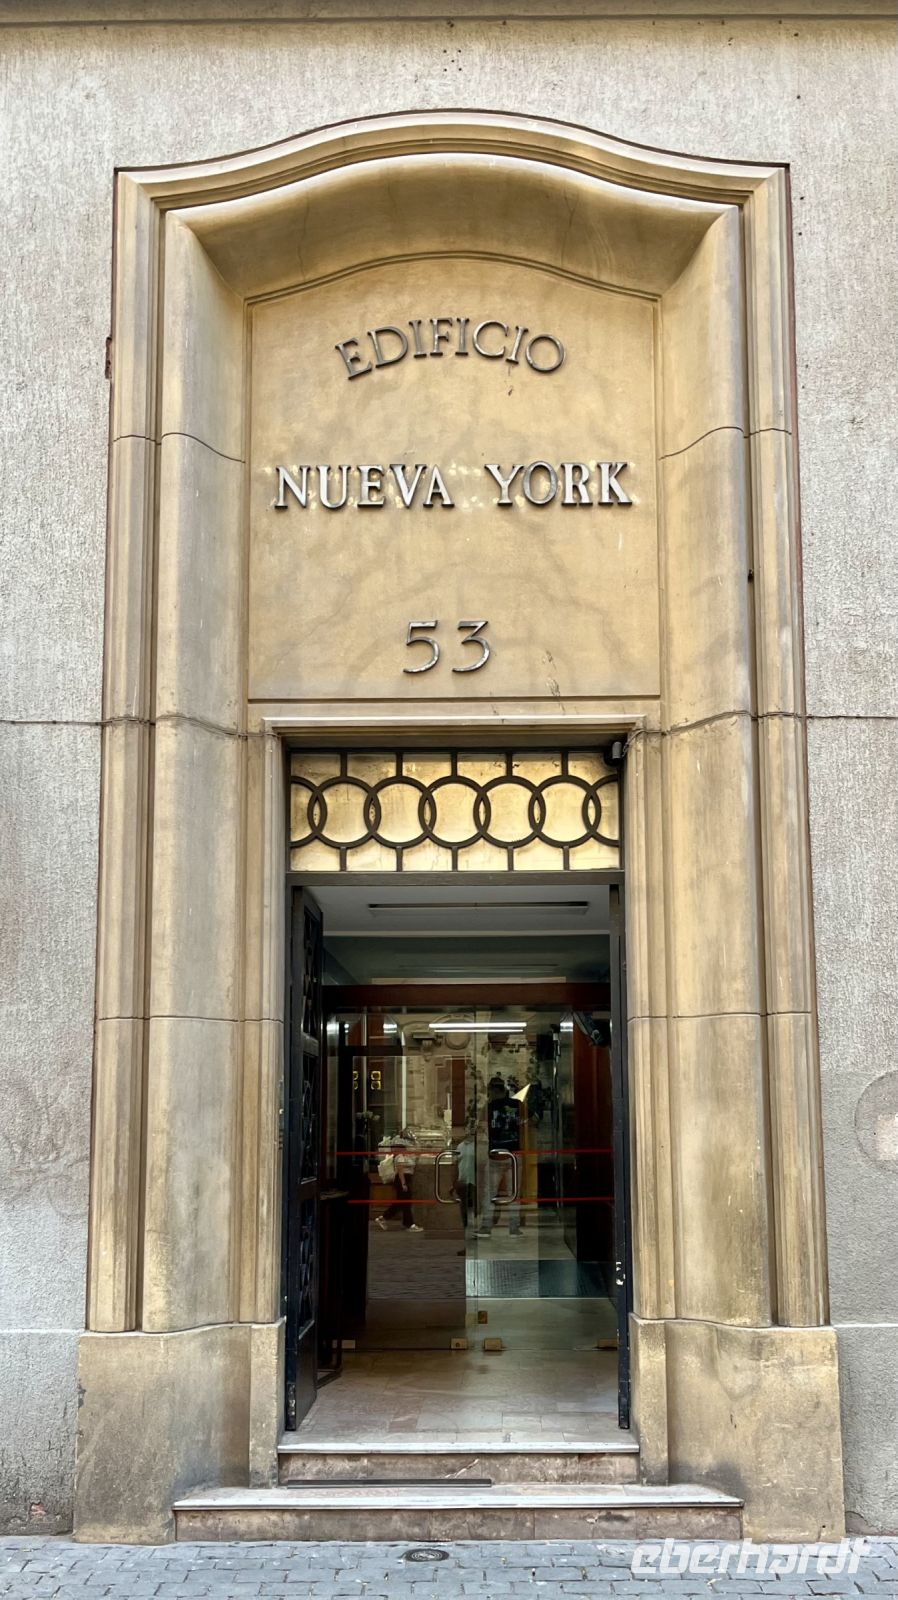 EDIFICIO
NUEVA YORK
53
eberhardt